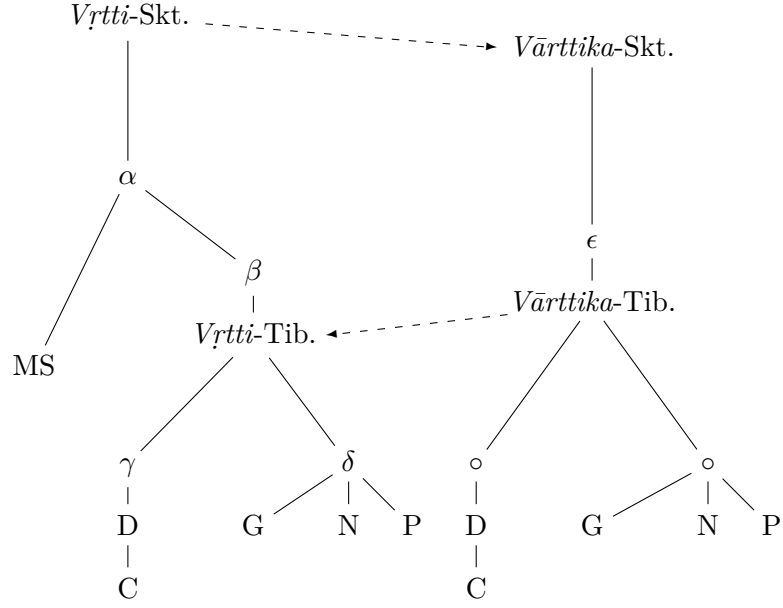 Vṛtti-Skt.
Vārttika-Skt.
α
β
ϵ
Vārttika-Tib.
Vṛtti-Tib.
MS
γ
δ
◦
◦
D
G
N
P
D
G
N
P
C
C